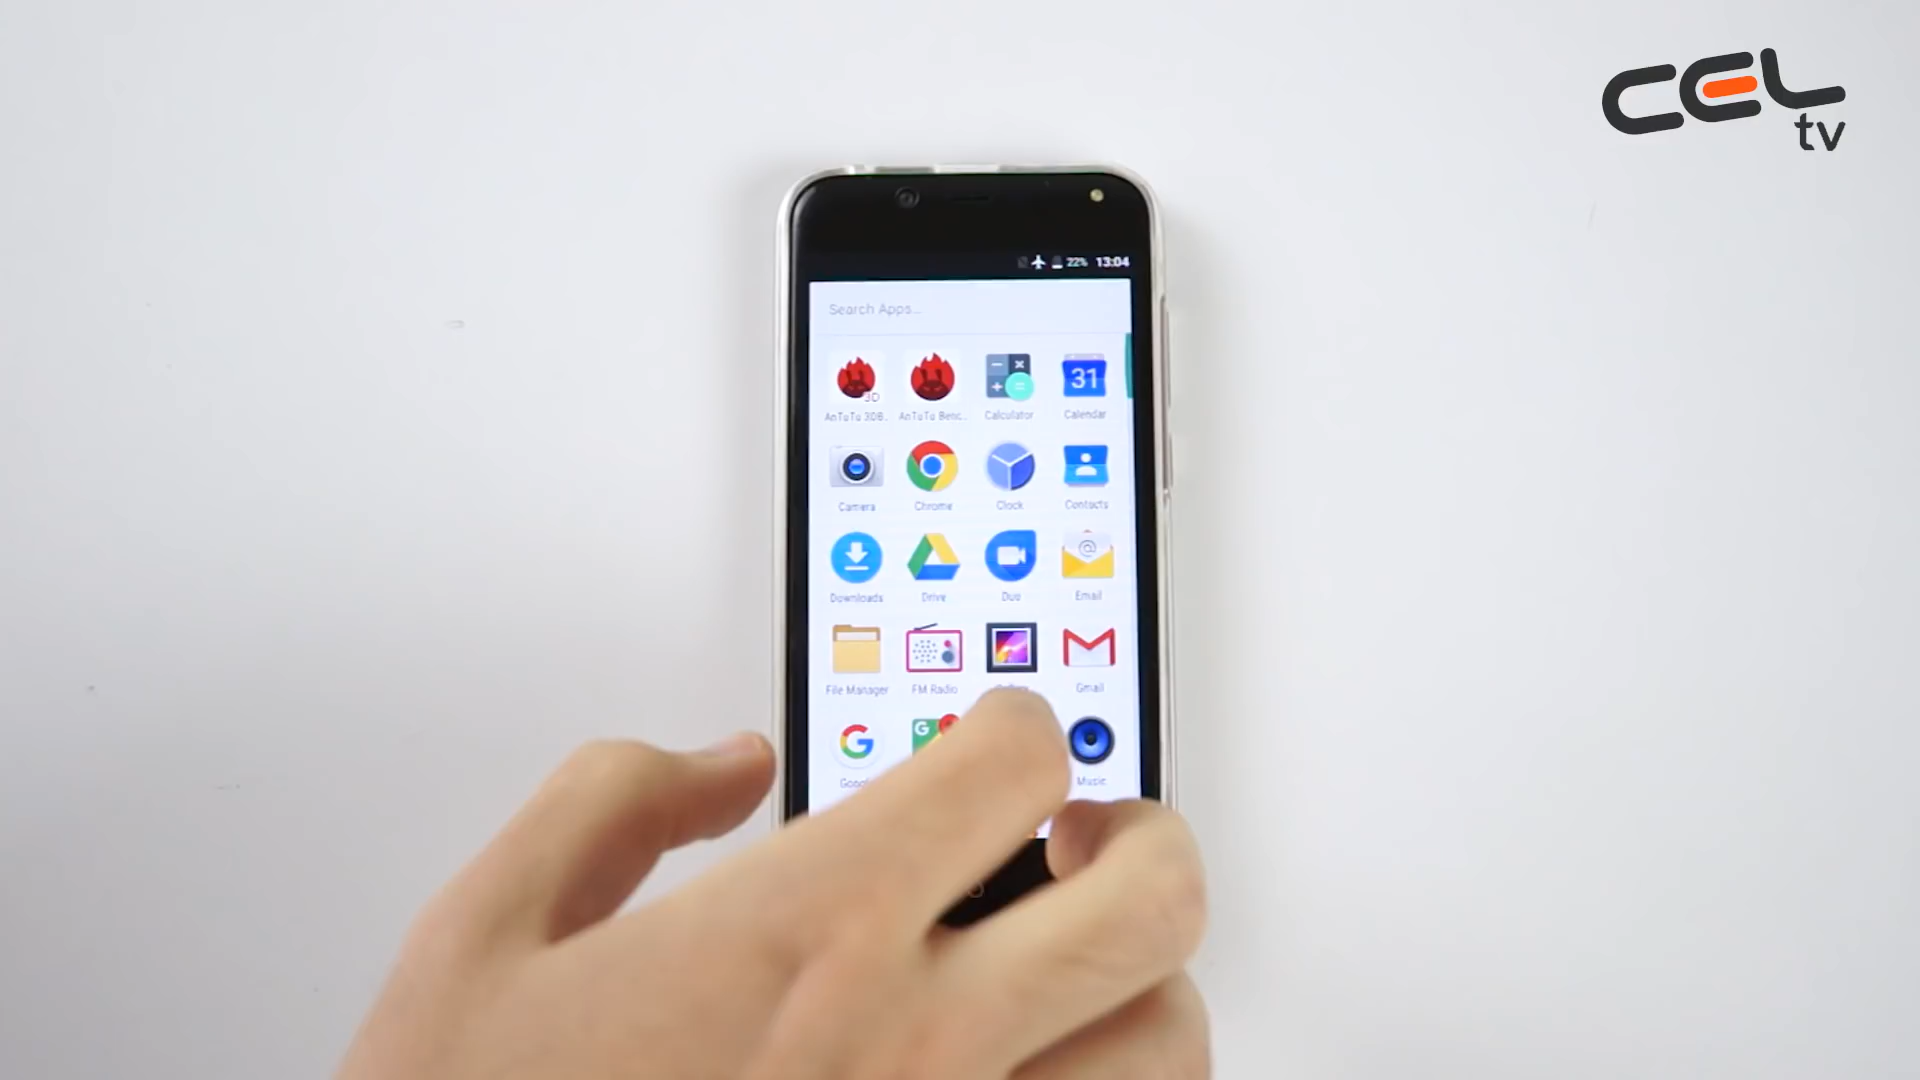 CEL
tv
22% 13:04
Search Apps...
AnTuTu 3DB..
AnTuTu Benc..
Calculator
Calendar
31
3D
Camera
Chrome
Clock
Contacts
Downloads
Drive
Duo
Email
File Manager
FM Radio
Gmail
G
G
Music